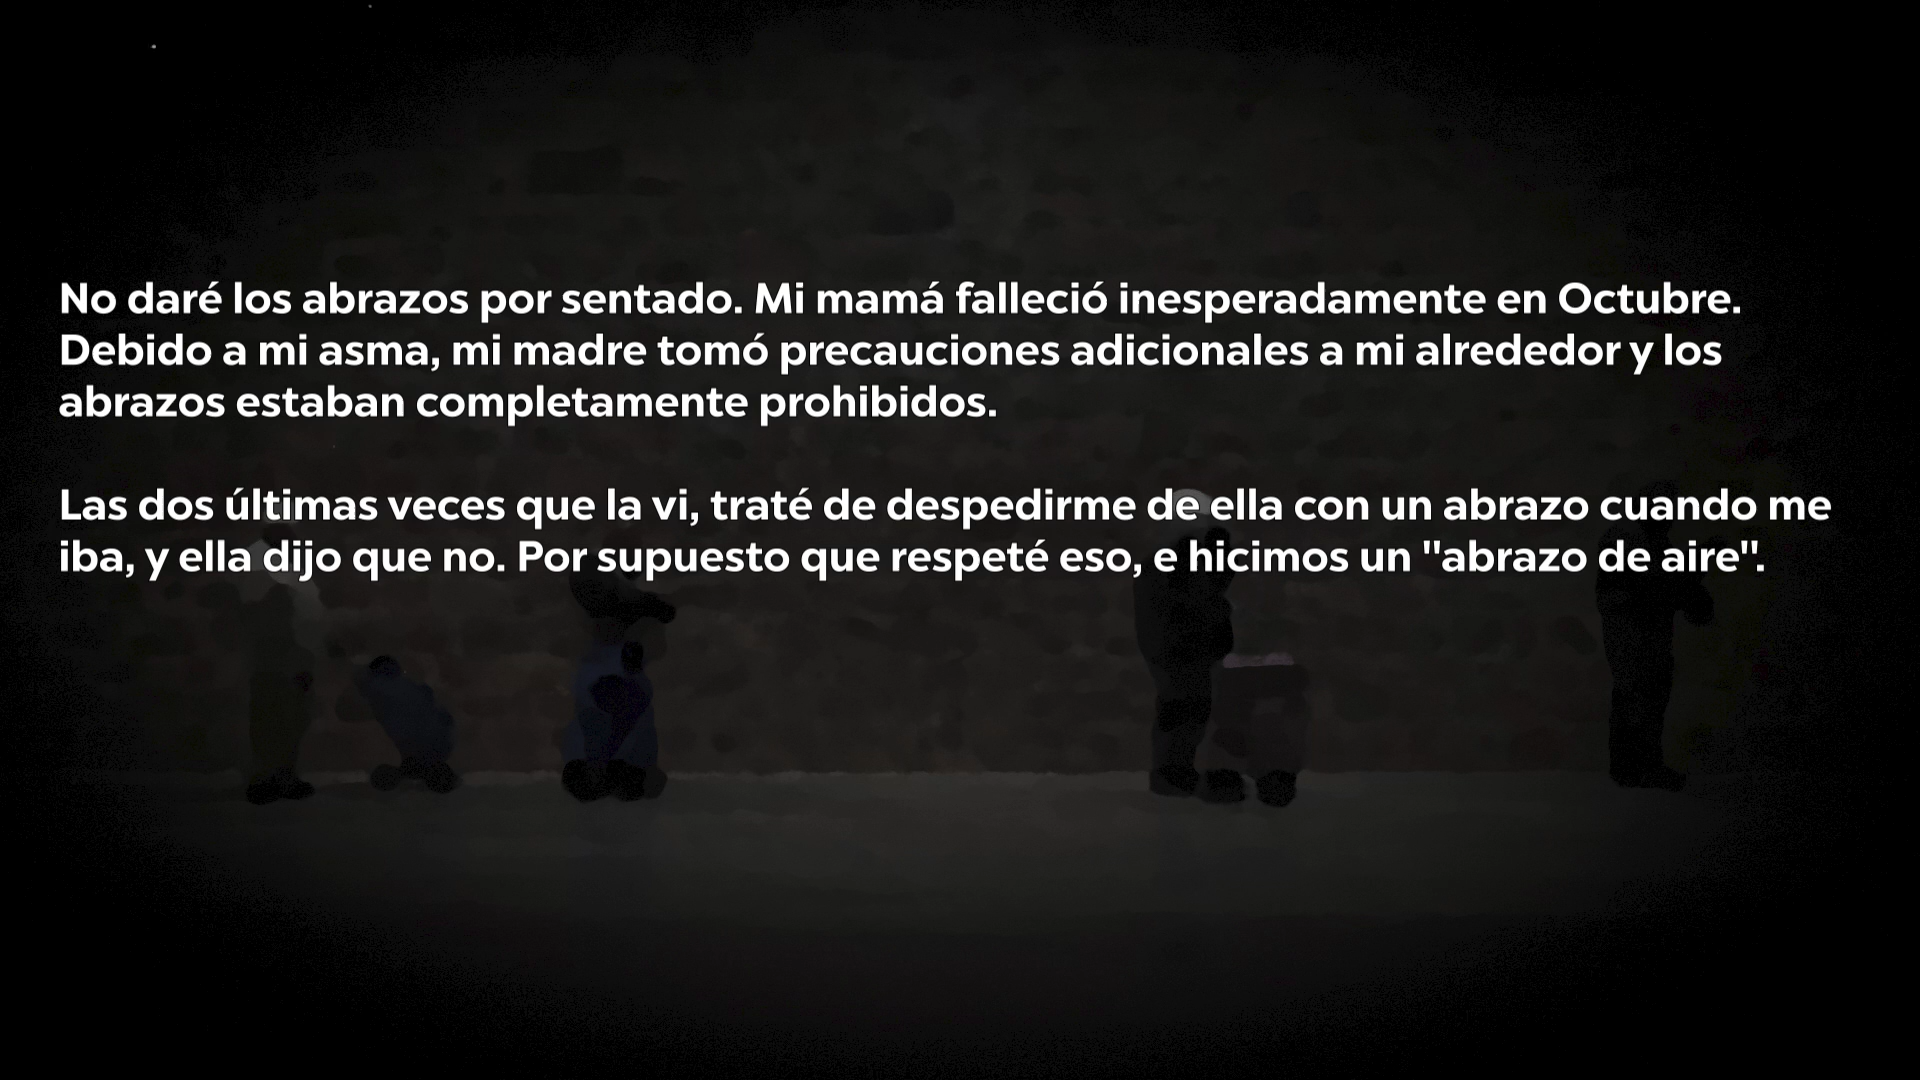 No daré los abrazos por sentado. Mi mamá falleció inesperadamente en Octubre.
Debido a mi asma, mi madre tomó precauciones adicionales a mi alrededor y los
abrazos estaban completamente prohibidos.
Las dos últimas veces que la vi, traté de despedirme de ella con un abrazo cuando me
iba, y ella dijo que no. Por supuesto que respeté eso, e hicimos un "abrazo de aire".